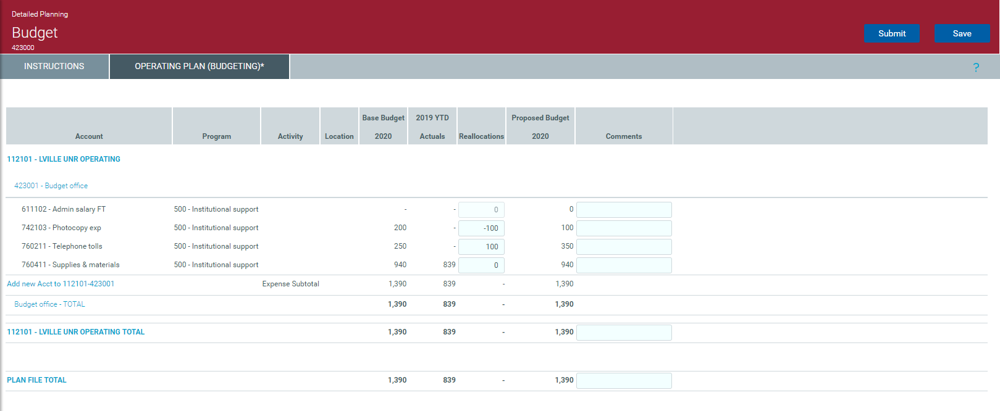 Detailed Planning
Budget
423000
Submit
Save
INSTRUCTIONS
OPERATING PLAN (BUDGETING)*
?
Base Budget 2019 YTD Proposed Budget
Account Program Activity Location 2020 Actuals Reallocations 2020 Comments
112101 - LVILLE UNR OPERATING
423001 - Budget office
611102 - Admin salary FT 500 - Institutional support - - 0 0
742103 - Photocopy exp 500 - Institutional support 200 - -100 100
760211 - Telephone tolls 500 - Institutional support 250 - 100 350
760411 - Supplies & materials 500 - Institutional support 940 839 0 940
Add new Acct to 112101-423001 Expense Subtotal 1,390 839 - 1,390
Budget office - TOTAL 1,390 839 - 1,390
112101 - LVILLE UNR OPERATING TOTAL 1,390 839 - 1,390
PLAN FILE TOTAL 1,390 839 - 1,390